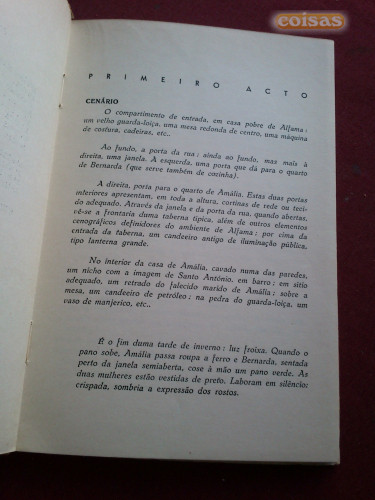 coisas
PRIMEIRO ACTO
CENÁRIO
O compartimento de entrada, em casa pobre de Alfama:
um velho guarda-loiça, uma mesa redonda de centro, uma máquina
de costura, cadeiras, etc..
Ao fundo, a porta da rua: ainda ao fundo, mas mais à
direita, uma janela. À esquerda, uma porta que dá para o quarto
de Bernarda (que serve também de cozinha).
À direita, porta para o quarto de Amália. Estas duas portas
interiores apresentam, em toda a altura, cortinas de rede ou teci-
do adequado. Através da janela e da porta da rua, quando abertas,
vê-se a frontaria duma taberna típica, além de outros elementos
cenográficos definidores do ambiente de Alfama; por cima da
entrada da taberna, um candeeiro antigo de iluminação pública,
tipo lanterna grande.
No interior da casa de Amália, cavado numa das paredes,
um nicho com a imagem de Santo António, em barro; em sítio
adequado, um retrado do falecido marido de Amália; sobre a
mesa, um candeeiro de petróleo; na pedra do guarda-loiça, um
vaso de manjerico, etc..
É o fim duma tarde de inverno: luz froixa. Quando o
pano sobe, Amália passa roupa a ferro e Bernarda, sentada
perto da janela semiaberta, cose à mão um pano verde. As
duas mulheres estão vestidas de preto. Laboram em silêncio:
crispada, sombria a expressão dos rostos.